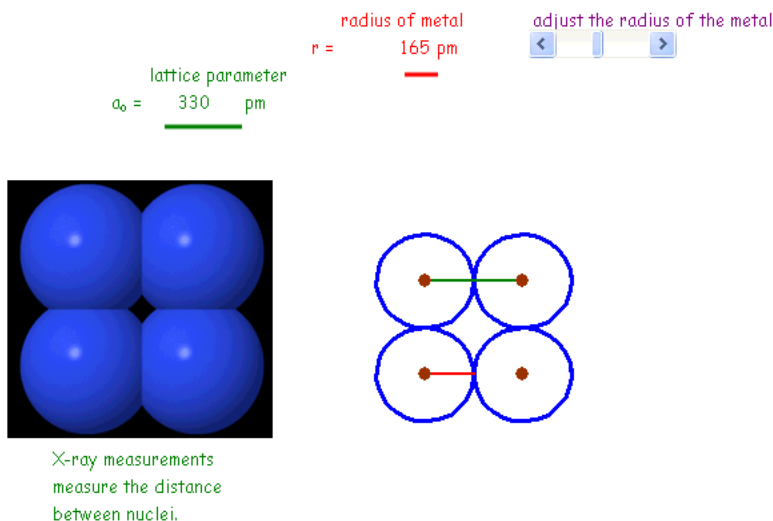 radius of metal
r = 165 pm
adjust the radius of the metal
lattice parameter
a₀ = 330 pm
X-ray measurements
measure the distance
between nuclei.